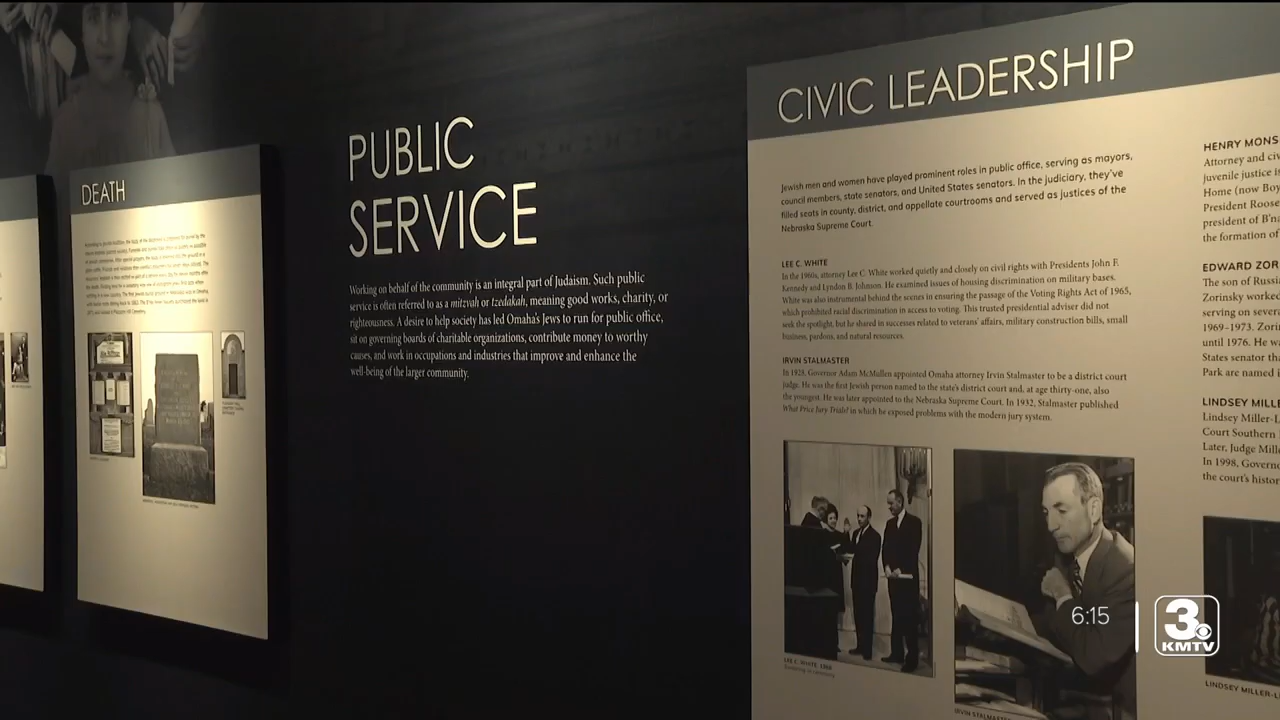 DEATH
PUBLIC
SERVICE
Working on behalf of the community is an integral part of Judaism. Such public
service is often referred to as a mitzvah or tzedakah, meaning good works, charity, or
righteousness. A desire to help society has led Omaha's Jews to run for public office,
sit on governing boards of charitable organizations, contribute money to worthy
causes, and work in occupations and industries that improve and enhance the
well-being of the larger community.
CIVIC LEADERSHIP
Jewish men and women have played prominent roles in public office, serving as mayors,
council members, state senators, and United States senators. In the judiciary, they've
filled seats in county, district, and appellate courtrooms and served as justices of the
Nebraska Supreme Court.
LEE C. WHITE
In the 1960s, attorney Lee C. White worked quietly and closely on civil rights with Presidents John F.
Kennedy and Lyndon B. Johnson. He examined issues of housing discrimination on military bases.
White was also instrumental behind the scenes in ensuring the passage of the Voting Rights Act of 1965,
which prohibited racial discrimination in access to voting. This trusted presidential adviser did not
seek the spotlight, but he shared in successes related to veterans' affairs, military construction bills, small
business, pardons, and natural resources.
IRVIN STALMASTER
In 1928, Governor Adam McMullen appointed Omaha attorney Irvin Stalmaster to be a district court
judge. He was the first Jewish person named to the state's district court and, at age thirty-one, also
the youngest. He was later appointed to the Nebraska Supreme Court. In 1932, Stalmaster published
What Price Jury Trials? in which he exposed problems with the modern jury system.
LEE C. WHITE, 1966
IRVIN STALMASTER
HENRY MONS
Attorney and civ
juvenile justice is
Home (now Boy
President Roose
president of B'na
the formation of
EDWARD ZOR
The son of Russia
Zorinsky worked
serving on severa
1969–1973. Zori
until 1976. He wa
States senator tha
Park are named i
LINDSEY MILLE
Lindsey Miller-L
Court Southern
Later, Judge Mill
In 1998, Governo
the court's histor
LINDSEY MILLER-L
6:15
3
KMTV